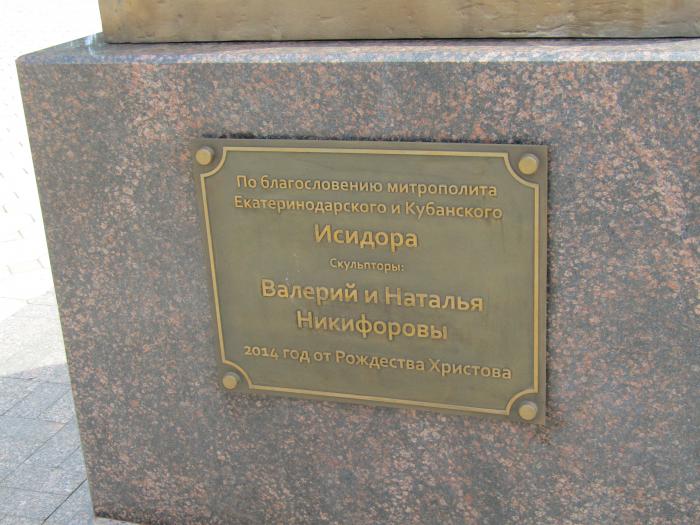 По благословению митрополита
Екатеринодарского и Кубанского
Исидора
Скульпторы:
Валерий и Наталья
Никифоровы
2014 год от Рождества Христова